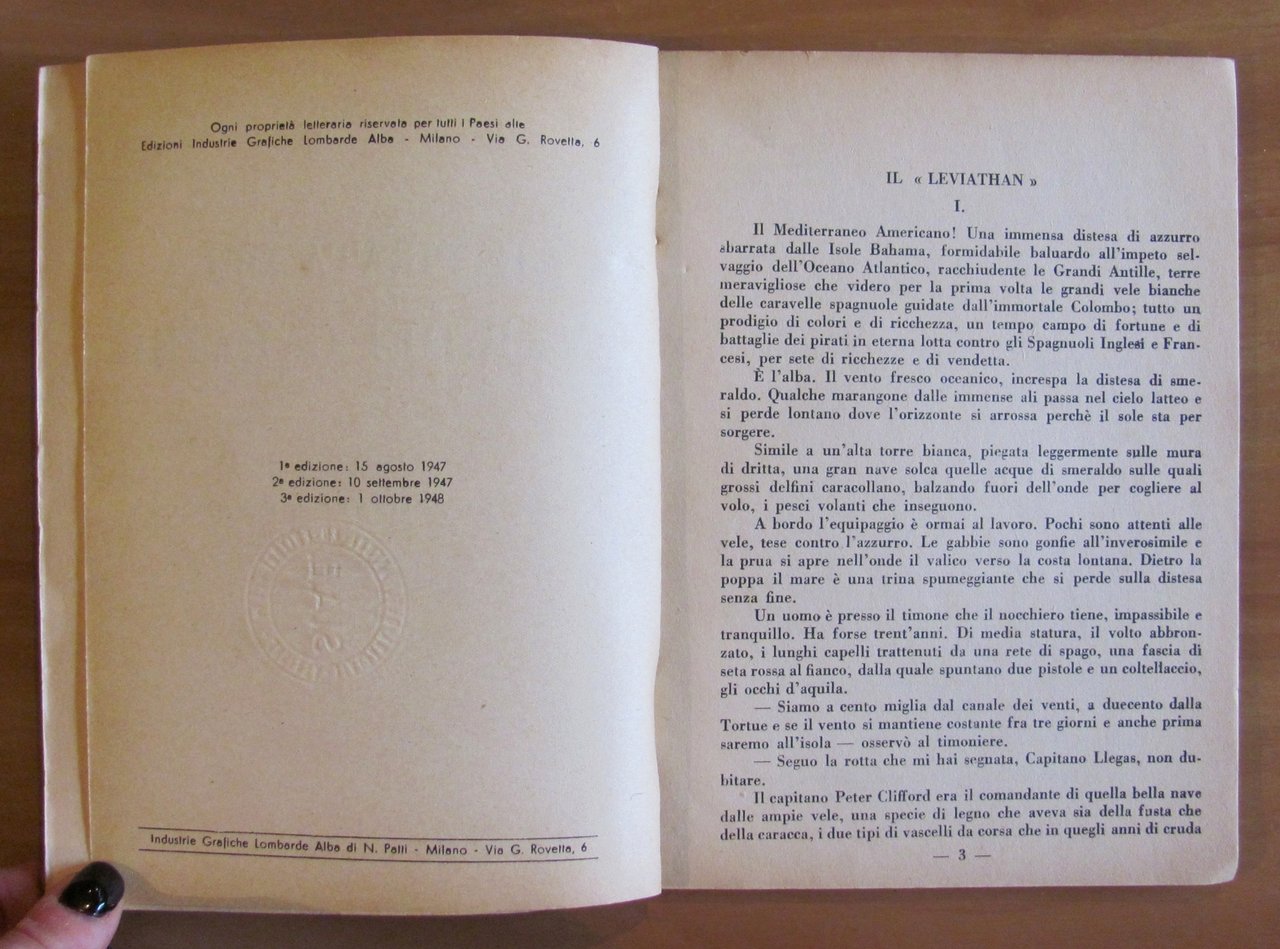 Ogni proprietà letteraria riservata per tutti i Paesi alle
Edizioni Industrie Grafiche Lombarde Alba - Milano - Via G. Rovetta, 6
1ª edizione: 15 agosto 1947
2ª edizione: 10 settembre 1947
3ª edizione: 1 ottobre 1948
Industrie Grafiche Lombarde Alba di N. Patti - Milano - Via G. Rovetta, 6
IL « LEVIATHAN »
I.
Il Mediterraneo Americano! Una immensa distesa di azzurro
sbarrata dalle Isole Bahama, formidabile baluardo all'impeto sel-
vaggio dell'Oceano Atlantico, racchiudente le Grandi Antille, terre
meravigliose che videro per la prima volta le grandi vele bianche
delle caravelle spagnuole guidate dall'immortale Colombo; tutto un
prodigio di colori e di ricchezza, un tempo campo di fortune e di
battaglie dei pirati in eterna lotta contro gli Spagnuoli Inglesi e Fran-
cesi, per sete di ricchezze e di vendetta.
È l'alba. Il vento fresco oceanico, increspa la distesa di sme-
raldo. Qualche marangone dalle immense ali passa nel cielo latteo e
si perde lontano dove l'orizzonte si arrossa perchè il sole sta per
sorgere.
Simile a un'alta torre bianca, piegata leggermente sulle mura
di dritta, una gran nave solca quelle acque di smeraldo sulle quali
grossi delfini caracollano, balzando fuori dell'onde per cogliere al
volo, i pesci volanti che inseguono.
A bordo l'equipaggio è ormai al lavoro. Pochi sono attenti alle
vele, tese contro l'azzurro. Le gabbie sono gonfie all'inverosimile e
la prua si apre nell'onde il valico verso la costa lontana. Dietro la
poppa il mare è una trina spumeggiante che si perde sulla distesa
senza fine.
Un uomo è presso il timone che il nocchiero tiene, impassibile e
tranquillo. Ha forse trent'anni. Di media statura, il volto abbron-
zato, i lunghi capelli trattenuti da una rete di spago, una fascia di
seta rossa al fianco, dalla quale spuntano due pistole e un coltellaccio,
gli occhi d'aquila.
— Siamo a cento miglia dal canale dei venti, a duecento dalla
Tortue e se il vento si mantiene costante fra tre giorni e anche prima
saremo all'isola — osservò al timoniere.
— Seguo la rotta che mi hai segnata, Capitano Llegas, non du-
bitare.
Il capitano Peter Clifford era il comandante di quella bella nave
dalle ampie vele, una specie di legno che aveva sia della fusta che
della caracca, i due tipi di vascelli da corsa che in quegli anni di cruda
— 3 —